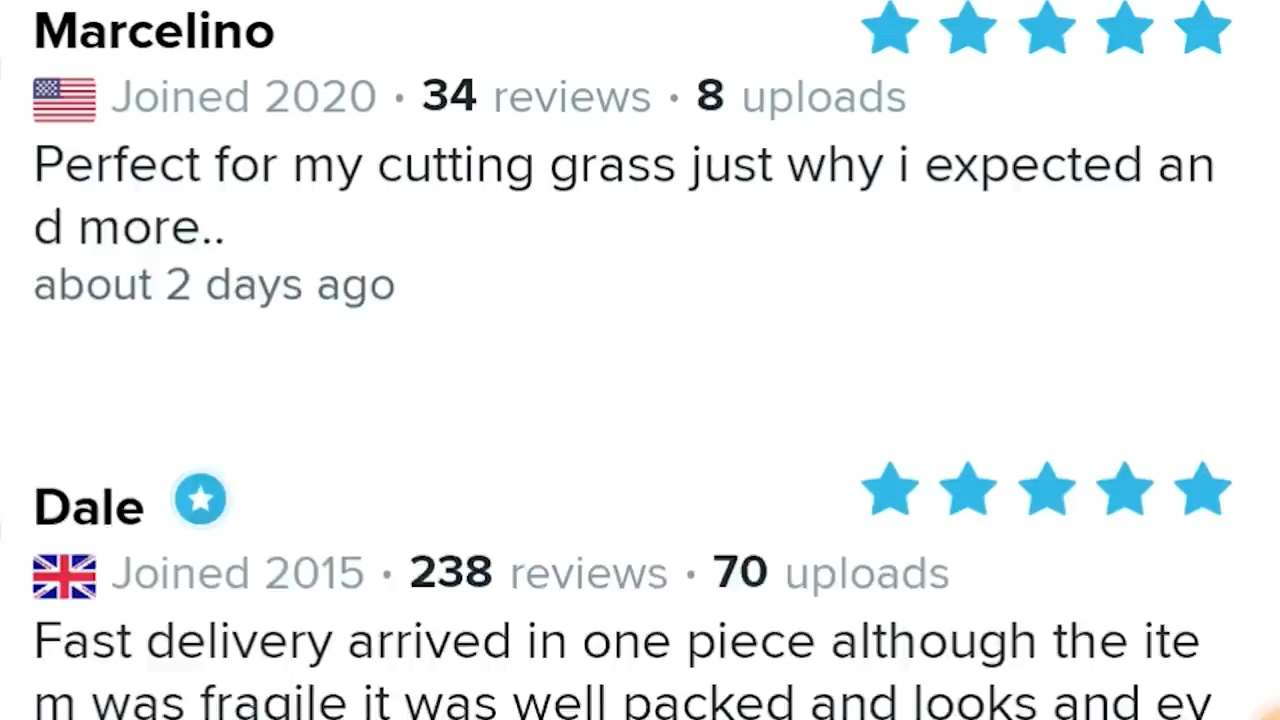 Marcelino
Joined 2020 · 34 reviews · 8 uploads
Perfect for my cutting grass just why i expected an
d more..
about 2 days ago
Dale
Joined 2015 · 238 reviews · 70 uploads
Fast delivery arrived in one piece although the ite
m was fragile it was well packed and looks and ev